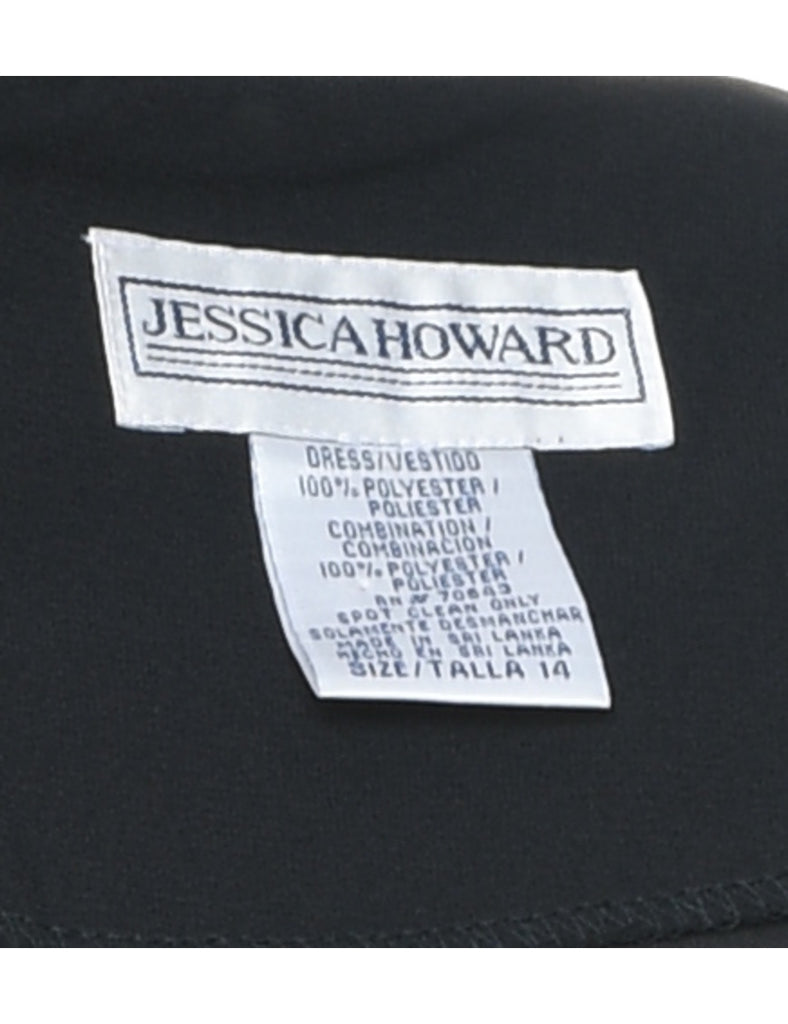 JESSICA HOWARD
DRESS/VESTIDO
100% POLYESTER /
POLIESTER
COMBINATION /
COMBINACION
100% POLYESTER /
POLIESTER
RN # 70643
SPOT CLEAN ONLY
SOLAMENTE DESMANCHAR
MADE IN SRI LANKA
HECHO EN SRI LANKA
SIZE/TALLA 14